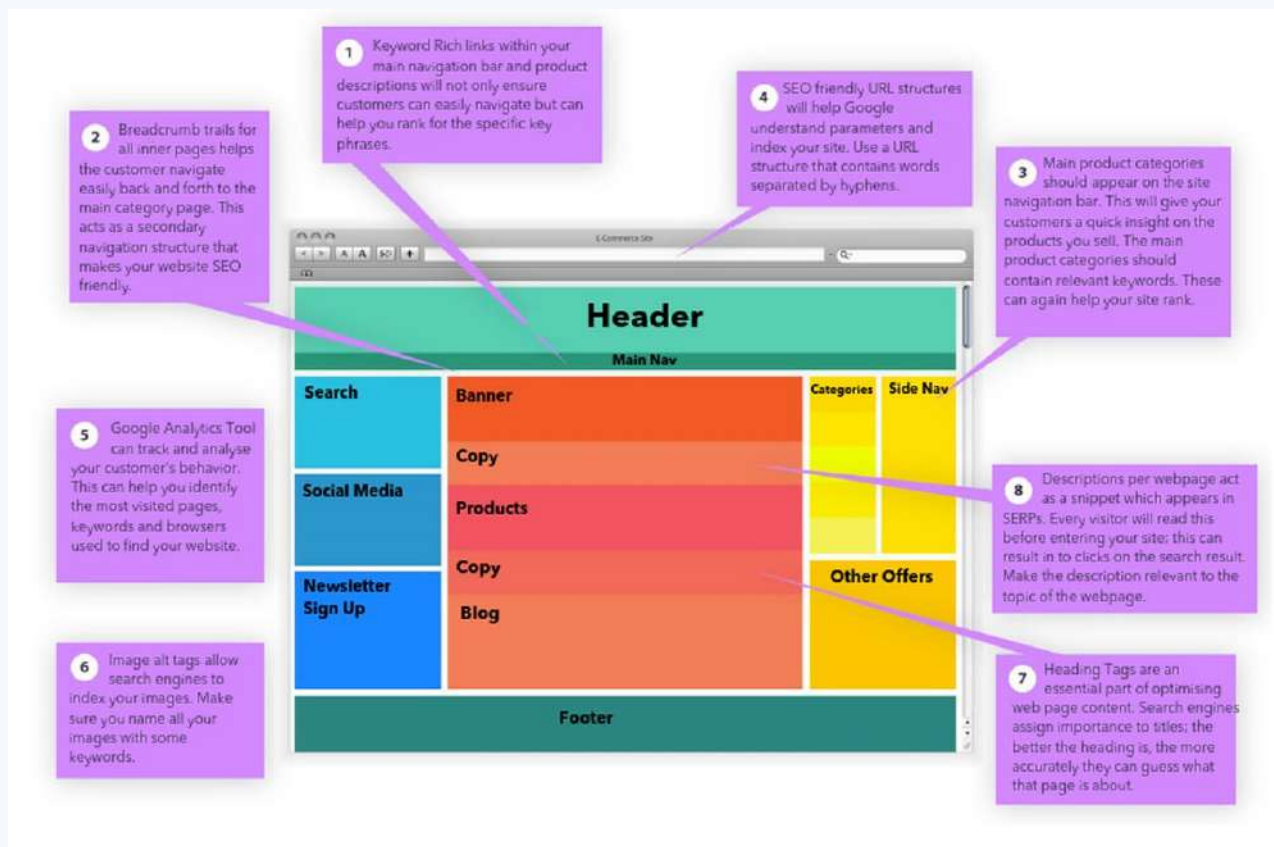 1 Keyword Rich links within your
main navigation bar and product
descriptions will not only ensure
customers can easily navigate but can
help you rank for the specific key
phrases.
4 SEO friendly URL structures
will help Google
understand parameters and
index your site. Use a URL
structure that contains words
separated by hyphens.
2 Breadcrumb trails for
all inner pages helps
the customer navigate
easily back and forth to the
main category page. This
acts as a secondary
navigation structure that
makes your website SEO
friendly.
3 Main product categories
should appear on the site
navigation bar. This will give your
customers a quick insight on the
products you sell. The main
product categories should
contain relevant keywords. These
can again help your site rank.
E-Commerce Site
A A
Header
Main Nav
Search
Banner
Categories
Side Nav
Copy
Social Media
Products
Copy
Newsletter
Sign Up
Blog
Other Offers
Footer
5 Google Analytics Tool
can track and analyse
your customer's behavior.
This can help you identify
the most visited pages,
keywords and browsers
used to find your website.
8 Descriptions per webpage act
as a snippet which appears in
SERPs. Every visitor will read this
before entering your site; this can
result in to clicks on the search result.
Make the description relevant to the
topic of the webpage.
6 Image alt tags allow
search engines to
index your images. Make
sure you name all your
images with some
keywords.
7 Heading Tags are an
essential part of optimising
web page content. Search engines
assign importance to titles; the
better the heading is, the more
accurately they can guess what
that page is about.